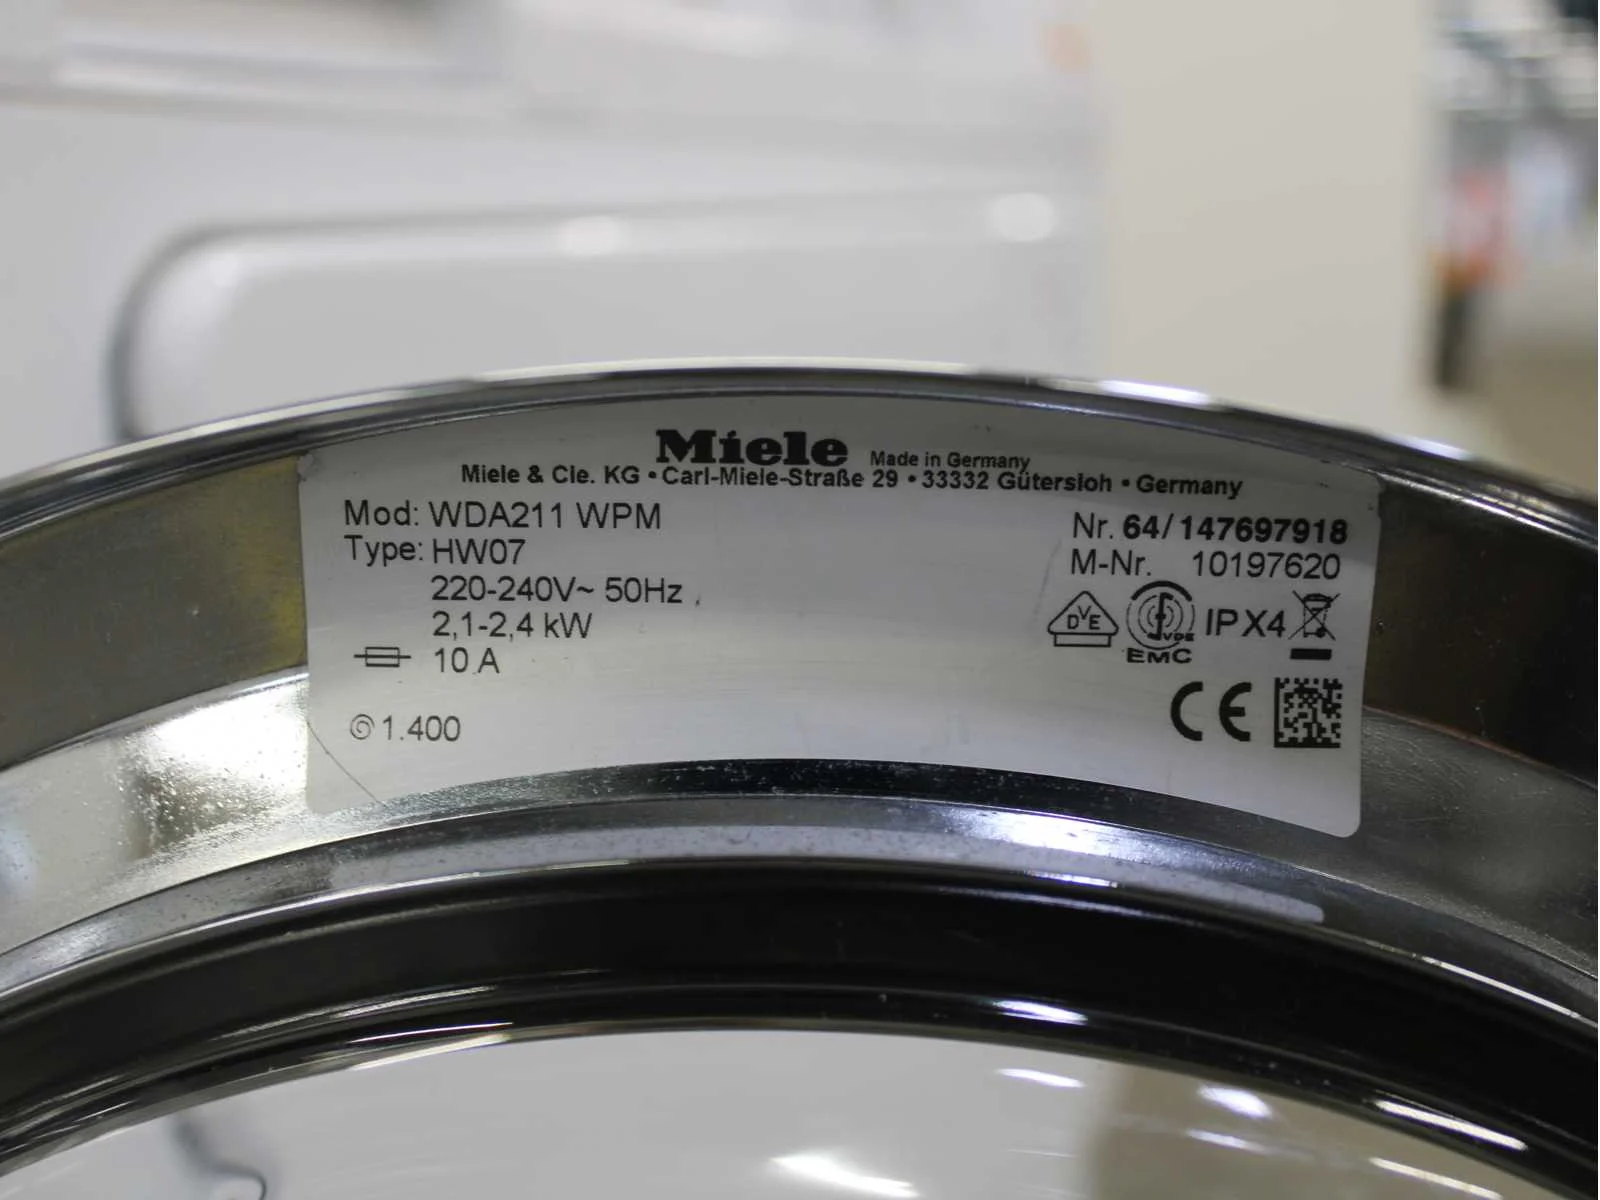 Miele Made in Germany
Miele & Cie. KG • Carl-Miele-Straße 29 • 33332 Gütersloh • Germany
Mod: WDA211 WPM
Type: HW07
220-240V~ 50Hz
2,1-2,4 kW
10 A
1.400
Nr. 64/147697918
M-Nr. 10197620
DVE VDE IPX4
EMC
CE